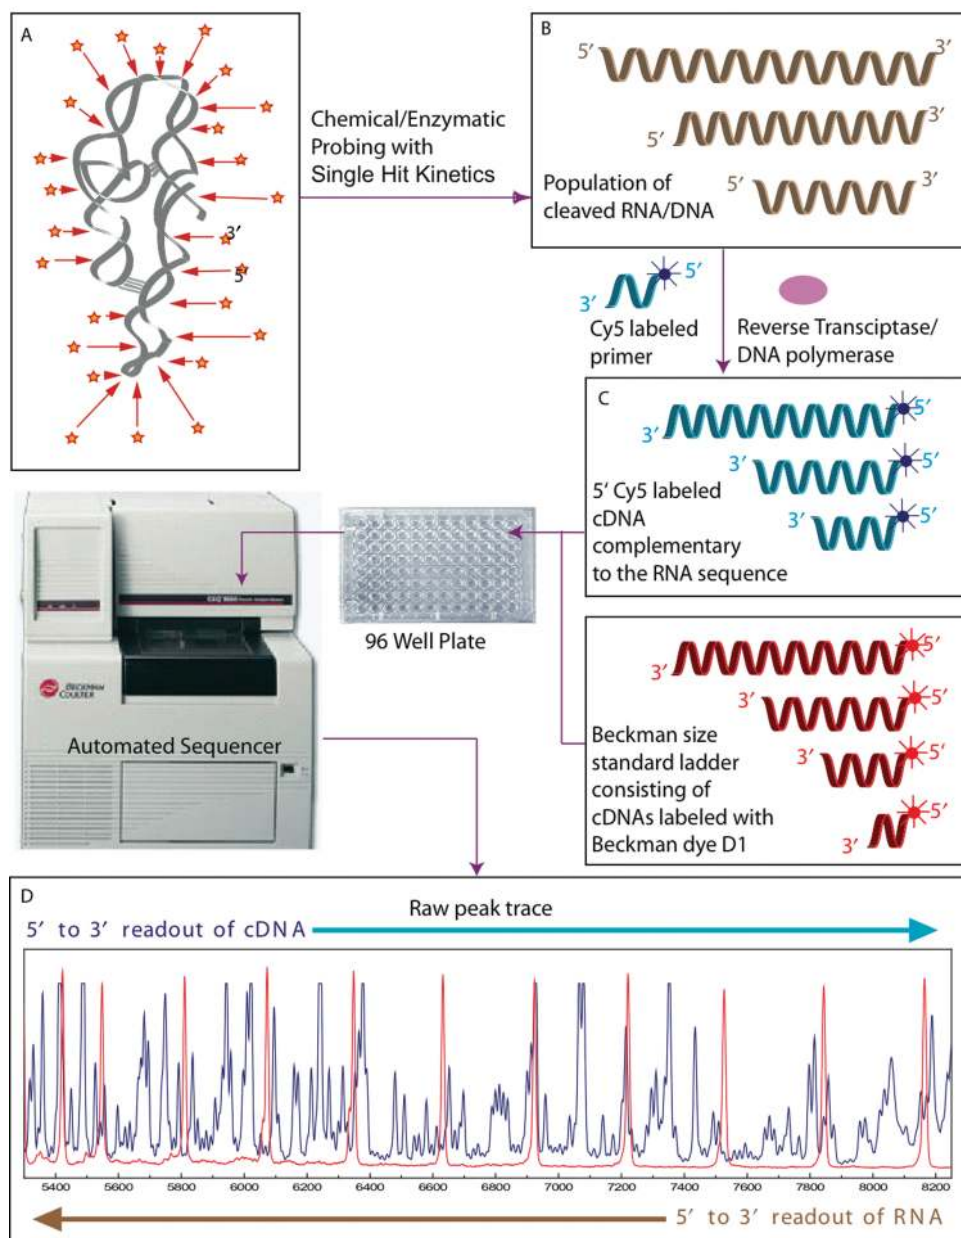 A
3′
5′
Chemical/Enzymatic
Probing with
Single Hit Kinetics
B
5′
3′
5′
3′
5′
3′
Population of
cleaved RNA/DNA
3′
5′
Cy5 labeled
primer
Reverse Transciptase/
DNA polymerase
C
3′
5′
3′
5′
3′
5′
5′ Cy5 labeled
cDNA
complementary
to the RNA sequence
96 Well Plate
BECKMAN
COULTER
Automated Sequencer
3′
5′
3′
5′
3′
5′
3′
5′
Beckman size
standard ladder
consisting of
cDNAs labeled with
Beckman dye D1
D
Raw peak trace
5′ to 3′ readout of cDNA
5400 5600 5800 6000 6200 6400 6600 6800 7000 7200 7400 7600 7800 8000 8200
5′ to 3′ readout of RNA